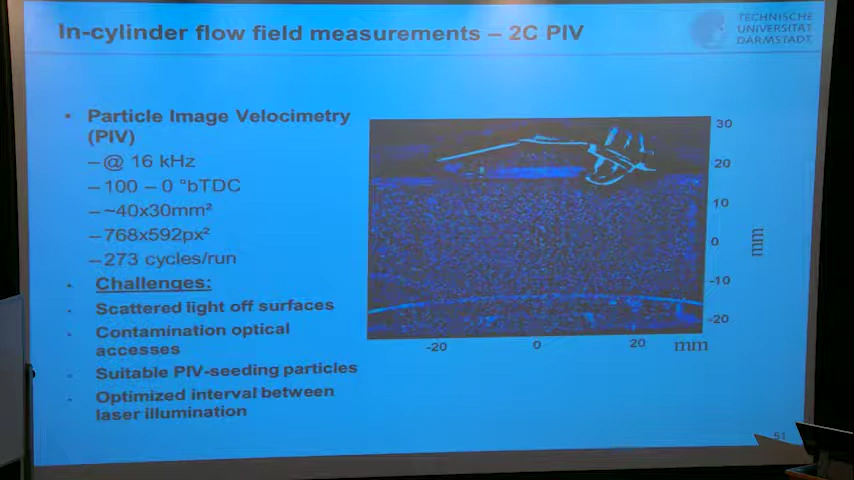 In-cylinder flow field measurements – 2C PIV
TECHNISCHE
UNIVERSITÄT
DARMSTADT
• Particle Image Velocimetry
(PIV)
–@ 16 kHz
–100 – 0 °bTDC
–~40x30mm²
–768x592px²
–273 cycles/run
Challenges:
Scattered light off surfaces
Contamination optical
accesses
Suitable PIV-seeding particles
Optimized interval between
laser illumination
30
20
10
0
-10
-20
mm
-20 0 20 mm
51